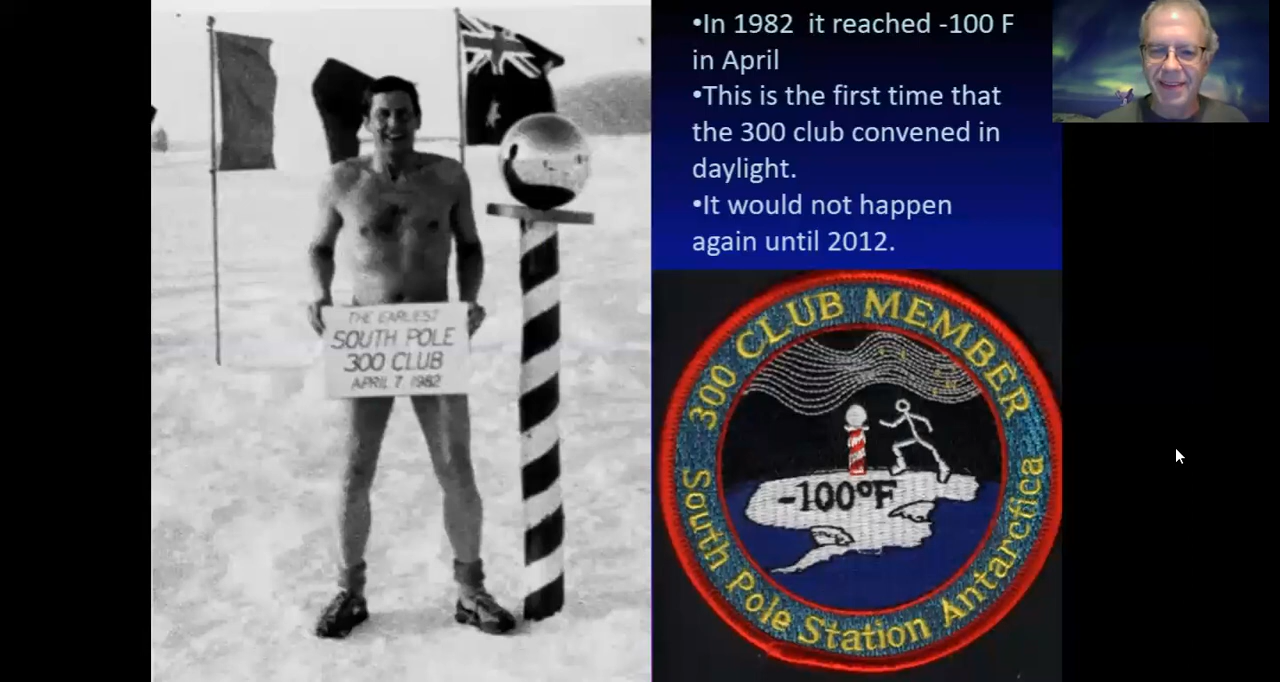 •In 1982  it reached -100 F
in April
•This is the first time that
the 300 club convened in
daylight.
•It would not happen
again until 2012.
THE EARLIEST
SOUTH POLE
300 CLUB
APRIL 7 1982
300 CLUB MEMBER
-100°F
South Pole Station Antarctica